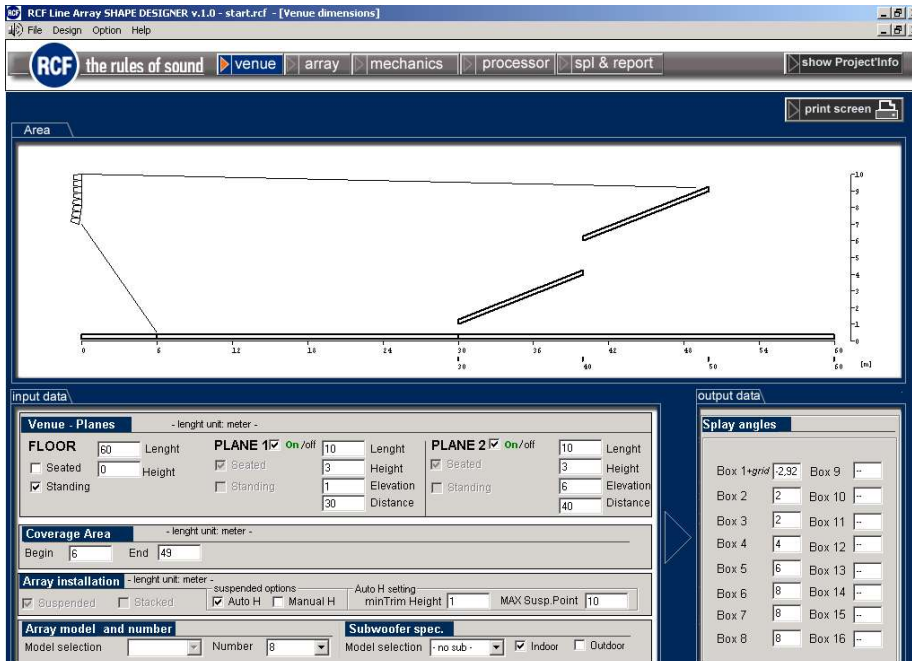 RCF Line Array SHAPE DESIGNER v.1.0 - start.rcf - [Venue dimensions]
File Design Option Help
RCF the rules of sound venue array mechanics processor spl & report show Project'Info
print screen
Area
10
9
8
7
6
5
4
3
2
1
0
0 6 12 18 24 30 36 42 48 54 60
30 40 50 60 [m]
input data
output data
Venue - Planes - lenght unit: meter -
FLOOR 60 Lenght PLANE 1 On/off 10 Lenght PLANE 2 On/off 10 Lenght
Seated 0 Height Seated 3 Height Seated 3 Height
Standing Standing 1 Elevation Standing 6 Elevation
30 Distance 40 Distance
Coverage Area - lenght unit: meter -
Begin 6 End 49
Array installation - lenght unit: meter -
Suspended Stacked suspended options Auto H Manual H Auto H setting minTrim Height 1 MAX Susp.Point 10
Array model and number Subwoofer spec.
Model selection Number 8 Model selection - no sub - Indoor Outdoor
Splay angles
Box 1+grid -2,92 Box 9 --
Box 2 2 Box 10 --
Box 3 2 Box 11 --
Box 4 4 Box 12 --
Box 5 6 Box 13 --
Box 6 8 Box 14 --
Box 7 8 Box 15 --
Box 8 8 Box 16 --